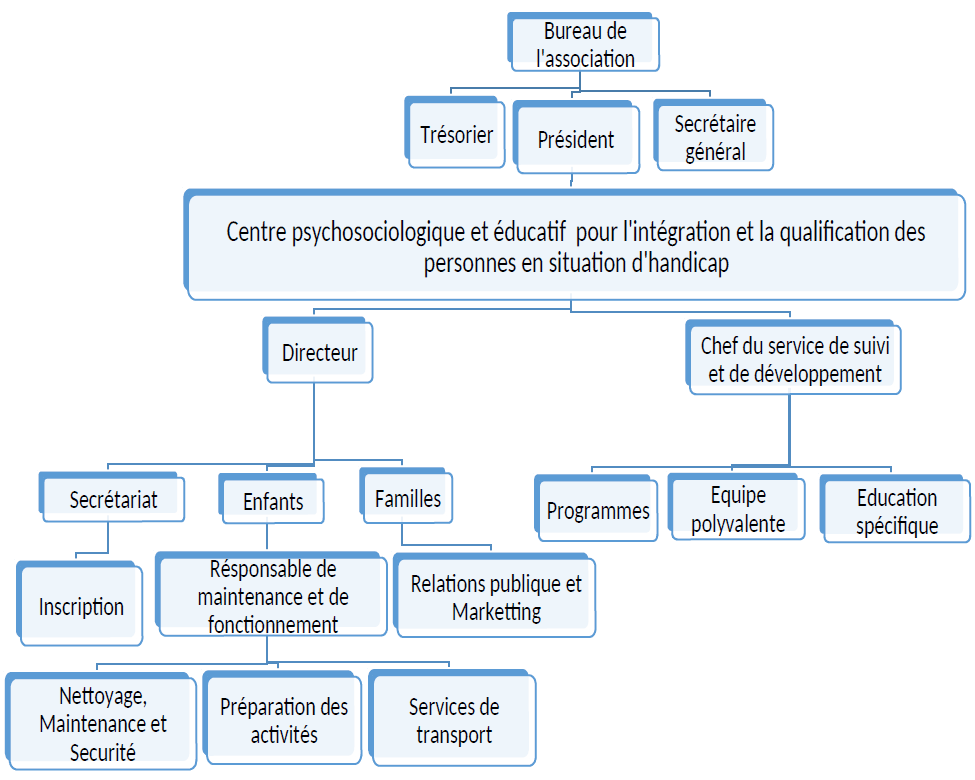 Bureau de
l'association
Trésorier
Président
Secrétaire
général
Centre psychosociologique et éducatif pour l'intégration et la qualification des
personnes en situation d'handicap
Directeur
Chef du service de suivi
et de développement
Secrétariat
Enfants
Familles
Programmes
Equipe
polyvalente
Education
spécifique
Inscription
Résponsable de
maintenance et de
fonctionnement
Relations publique et
Marketting
Nettoyage,
Maintenance et
Securité
Préparation des
activités
Services de
transport